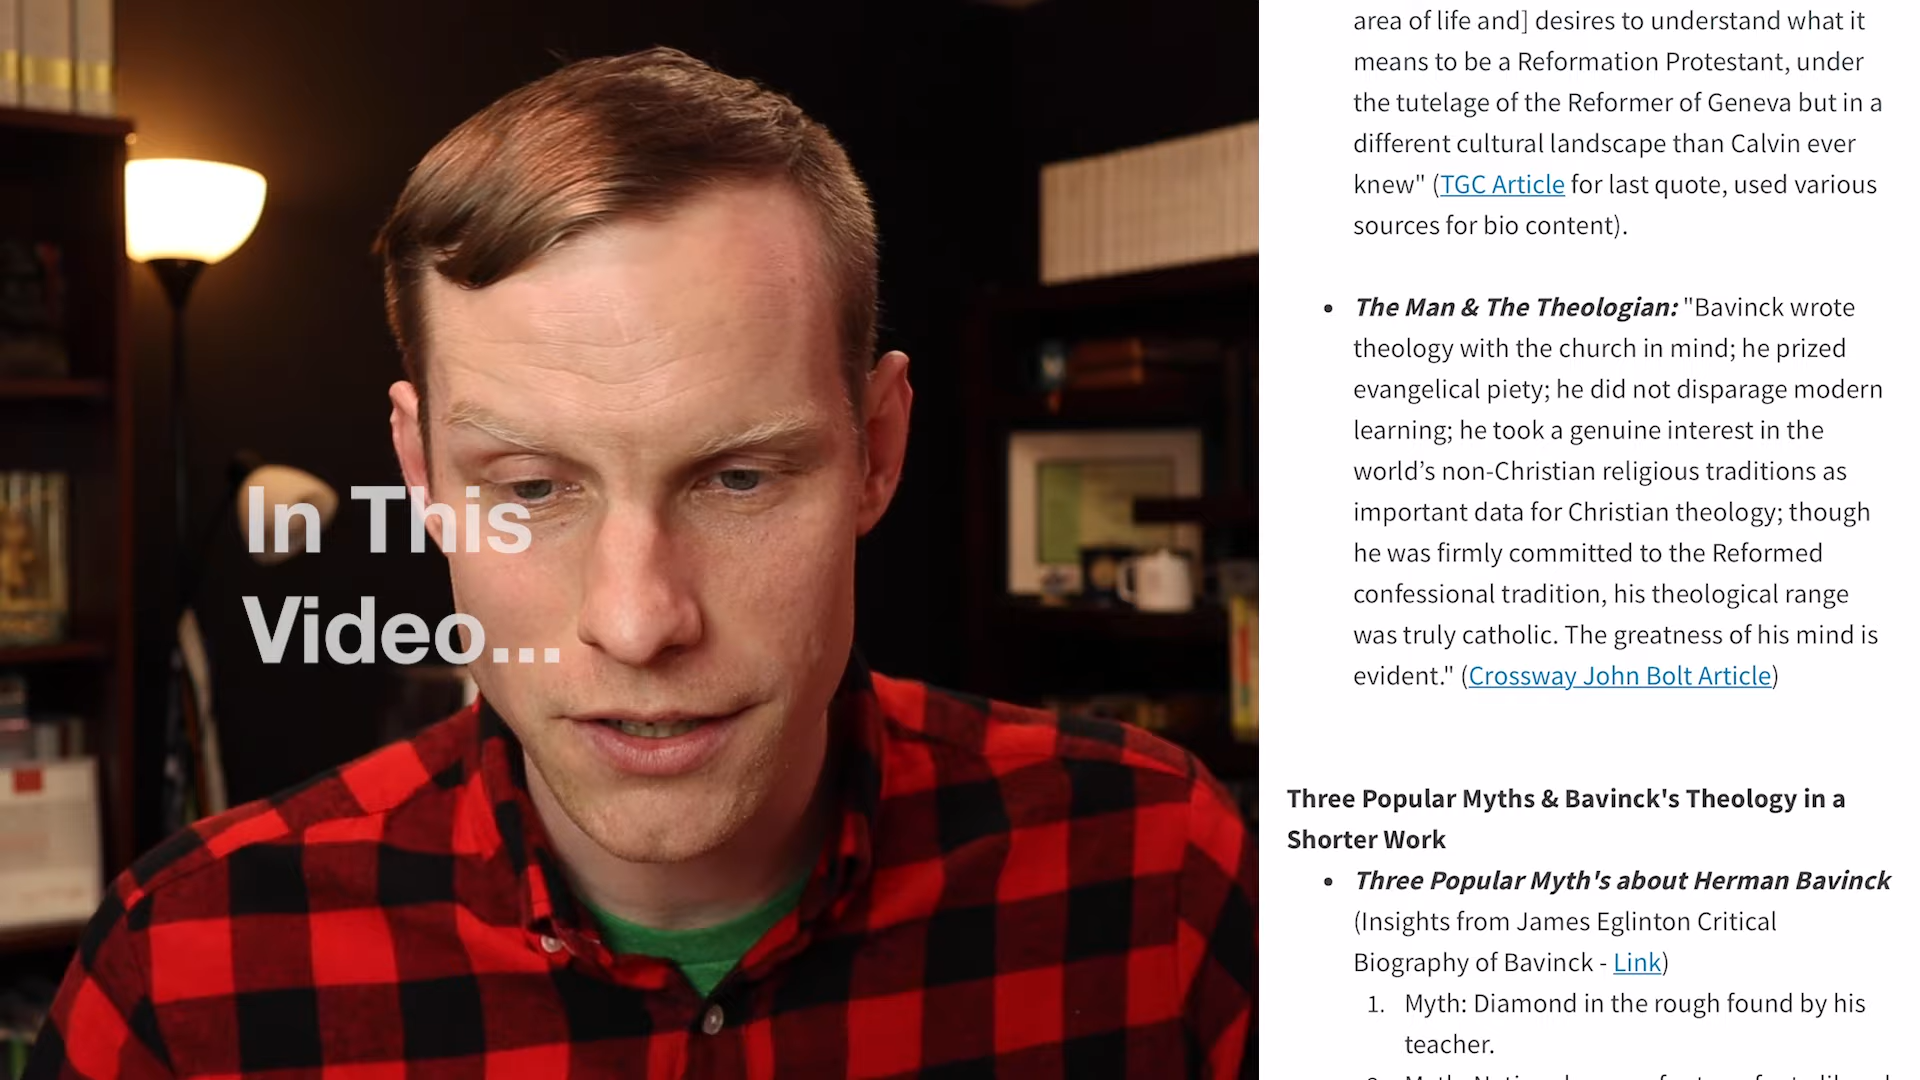 In This
Video...
area of life and] desires to understand what it
means to be a Reformation Protestant, under
the tutelage of the Reformer of Geneva but in a
different cultural landscape than Calvin ever
knew" (TGC Article for last quote, used various
sources for bio content).
• The Man & The Theologian: "Bavinck wrote
theology with the church in mind; he prized
evangelical piety; he did not disparage modern
learning; he took a genuine interest in the
world’s non-Christian religious traditions as
important data for Christian theology; though
he was firmly committed to the Reformed
confessional tradition, his theological range
was truly catholic. The greatness of his mind is
evident." (Crossway John Bolt Article)
Three Popular Myths & Bavinck's Theology in a
Shorter Work
• Three Popular Myth's about Herman Bavinck
(Insights from James Eglinton Critical
Biography of Bavinck - Link)
1. Myth: Diamond in the rough found by his
teacher.